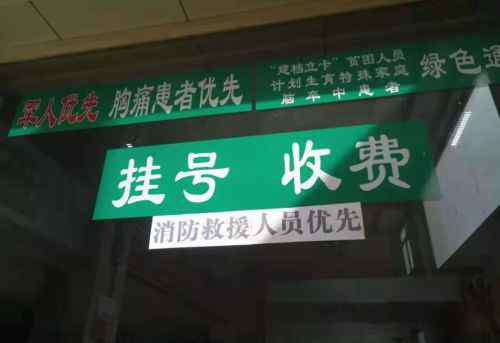 军人优先 胸痛患者优先
“建档立卡”贫困人员
计划生育特殊家庭
脑卒中患者
绿色通
挂号 收费
消防救援人员优先